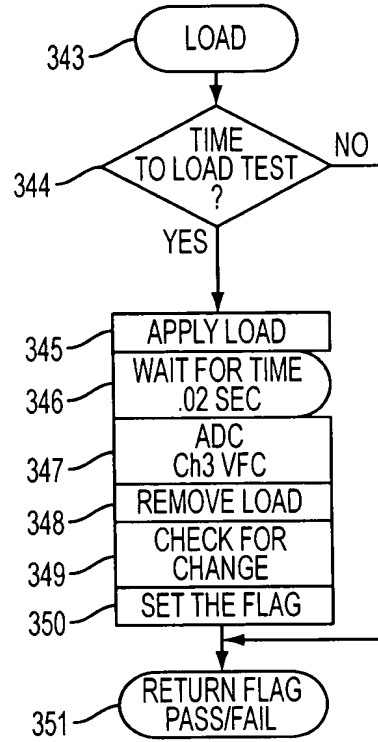 LOAD
343
TIME
TO LOAD TEST
?
NO
344
YES
APPLY LOAD
345
WAIT FOR TIME
.02 SEC
346
ADC
Ch3 VFC
347
REMOVE LOAD
348
CHECK FOR
CHANGE
349
SET THE FLAG
350
RETURN FLAG
PASS/FAIL
351